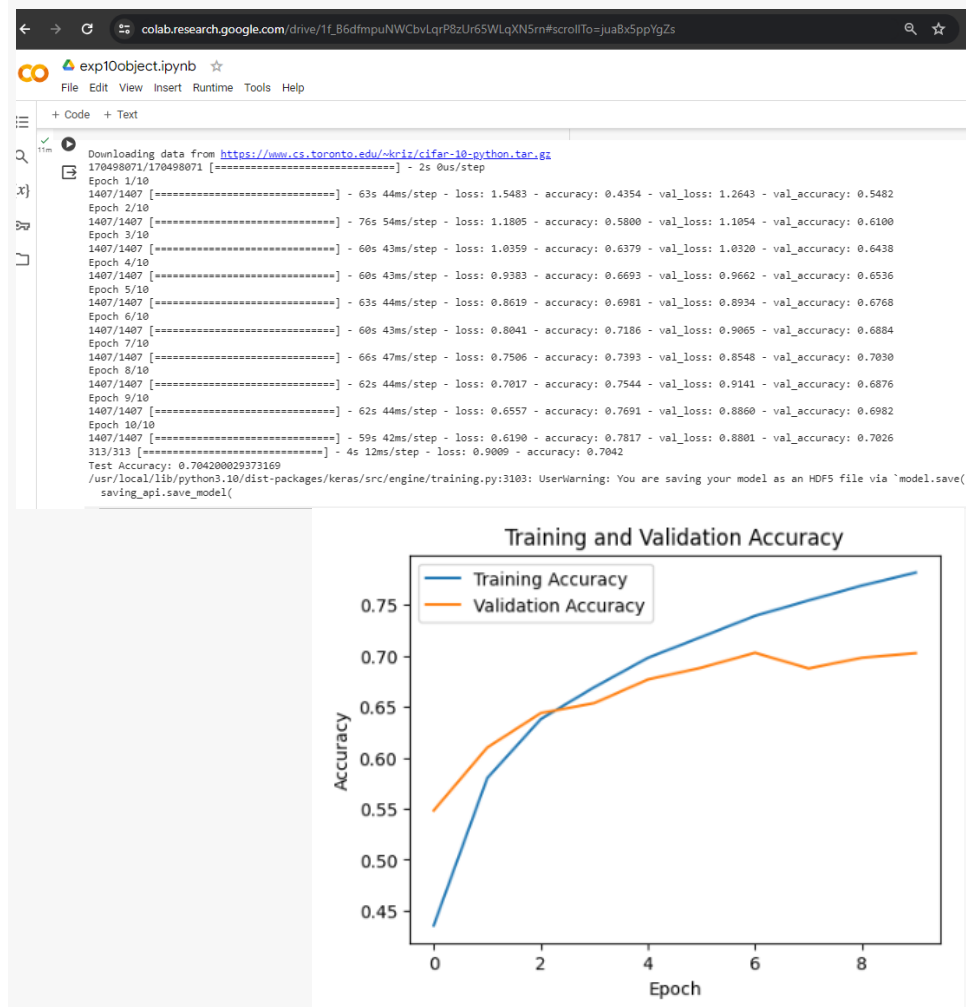 colab.research.google.com/drive/1f_B6dfmpuNWCbvLqrP8zUr65WLqXN5rn#scrollTo=juaBx5ppYgZs
CO exp10object.ipynb
File Edit View Insert Runtime Tools Help
+ Code + Text
11m
{x}
Downloading data from https://www.cs.toronto.edu/~kriz/cifar-10-python.tar.gz
170498071/170498071 [==============================] - 2s 0us/step
Epoch 1/10
1407/1407 [==============================] - 63s 44ms/step - loss: 1.5483 - accuracy: 0.4354 - val_loss: 1.2643 - val_accuracy: 0.5482
Epoch 2/10
1407/1407 [==============================] - 76s 54ms/step - loss: 1.1805 - accuracy: 0.5800 - val_loss: 1.1054 - val_accuracy: 0.6100
Epoch 3/10
1407/1407 [==============================] - 60s 43ms/step - loss: 1.0359 - accuracy: 0.6379 - val_loss: 1.0320 - val_accuracy: 0.6438
Epoch 4/10
1407/1407 [==============================] - 60s 43ms/step - loss: 0.9383 - accuracy: 0.6693 - val_loss: 0.9662 - val_accuracy: 0.6536
Epoch 5/10
1407/1407 [==============================] - 63s 44ms/step - loss: 0.8619 - accuracy: 0.6981 - val_loss: 0.8934 - val_accuracy: 0.6768
Epoch 6/10
1407/1407 [==============================] - 60s 43ms/step - loss: 0.8041 - accuracy: 0.7186 - val_loss: 0.9065 - val_accuracy: 0.6884
Epoch 7/10
1407/1407 [==============================] - 66s 47ms/step - loss: 0.7506 - accuracy: 0.7393 - val_loss: 0.8548 - val_accuracy: 0.7030
Epoch 8/10
1407/1407 [==============================] - 62s 44ms/step - loss: 0.7017 - accuracy: 0.7544 - val_loss: 0.9141 - val_accuracy: 0.6876
Epoch 9/10
1407/1407 [==============================] - 62s 44ms/step - loss: 0.6557 - accuracy: 0.7691 - val_loss: 0.8860 - val_accuracy: 0.6982
Epoch 10/10
1407/1407 [==============================] - 59s 42ms/step - loss: 0.6190 - accuracy: 0.7817 - val_loss: 0.8801 - val_accuracy: 0.7026
313/313 [==============================] - 4s 12ms/step - loss: 0.9009 - accuracy: 0.7042
Test Accuracy: 0.704200029373169
/usr/local/lib/python3.10/dist-packages/keras/src/engine/training.py:3103: UserWarning: You are saving your model as an HDF5 file via `model.save(
saving_api.save_model(
Training and Validation Accuracy
Training Accuracy
Validation Accuracy
0.75
0.70
0.65
0.60
0.55
0.50
0.45
Accuracy
0 2 4 6 8
Epoch